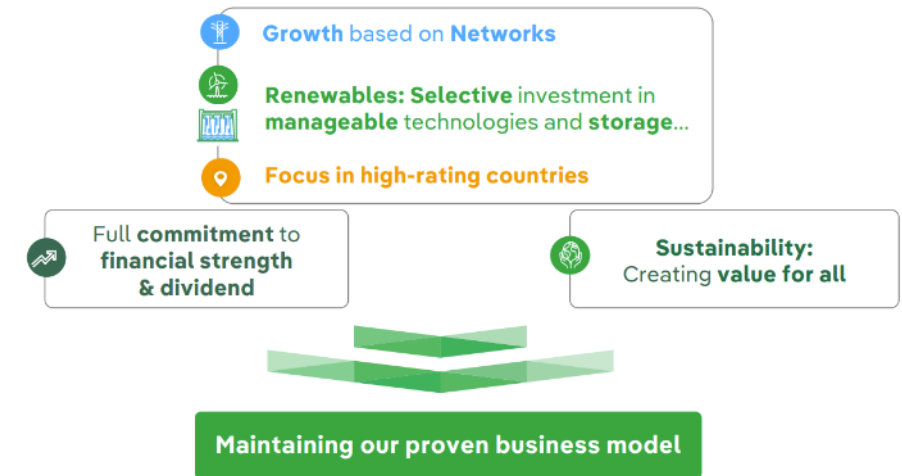 Growth based on Networks
Renewables: Selective investment in
manageable technologies and storage...
Focus in high-rating countries
Full commitment to
financial strength
& dividend
Sustainability:
Creating value for all
Maintaining our proven business model